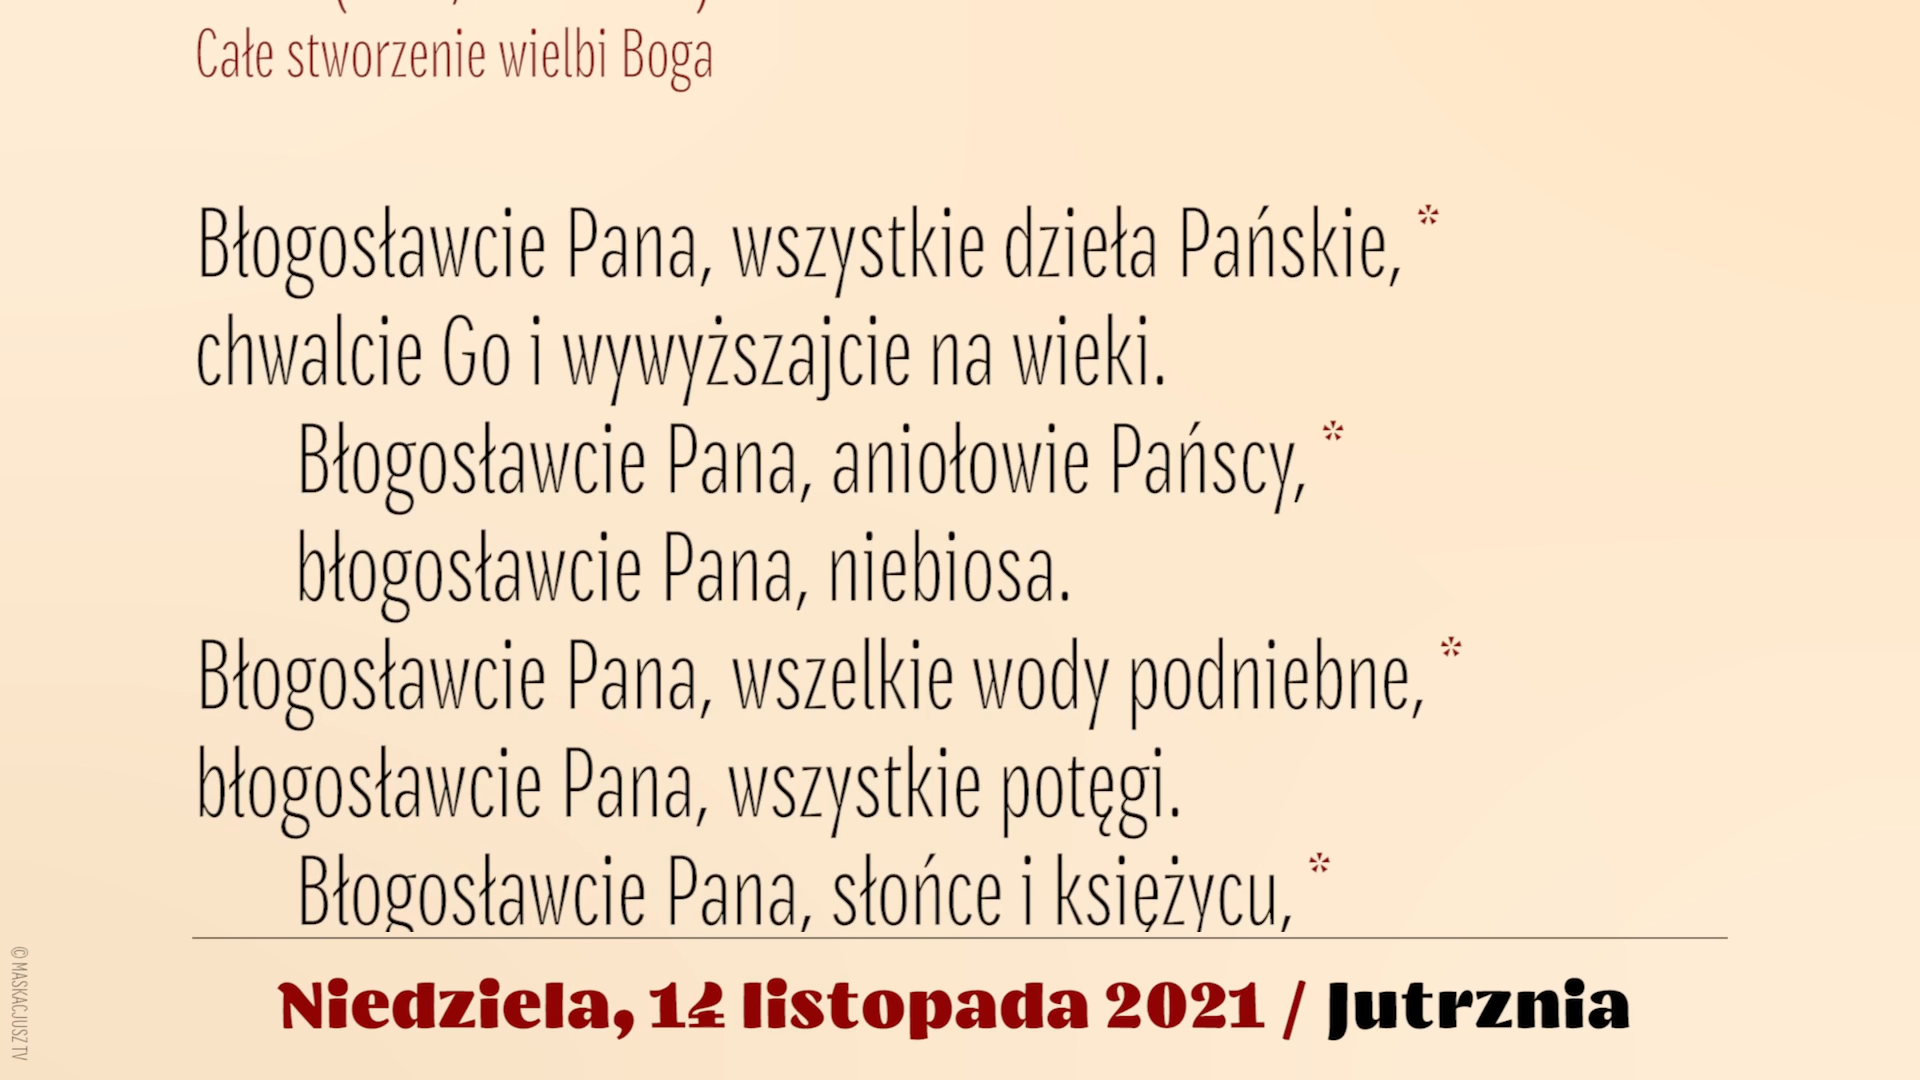 Całe stworzenie wielbi Boga
Błogosławcie Pana, wszystkie dzieła Pańskie, *
chwalcie Go i wywyższajcie na wieki.
Błogosławcie Pana, aniołowie Pańscy, *
błogosławcie Pana, niebiosa.
Błogosławcie Pana, wszelkie wody podniebne, *
błogosławcie Pana, wszystkie potęgi.
Błogosławcie Pana, słońce i księżycu, *
Niedziela, 14 listopada 2021 / Jutrznia
© MASKACJUSZ TV